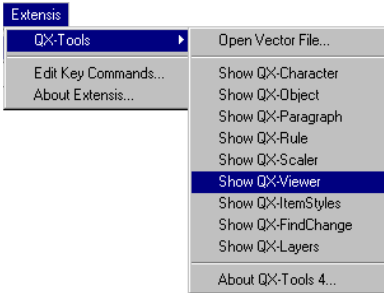 Extensis
QX-Tools
Edit Key Commands...
About Extensis...
Open Vector File...
Show QX-Character
Show QX-Object
Show QX-Paragraph
Show QX-Rule
Show QX-Scaler
Show QX-Viewer
Show QX-ItemStyles
Show QX-FindChange
Show QX-Layers
About QX-Tools 4...